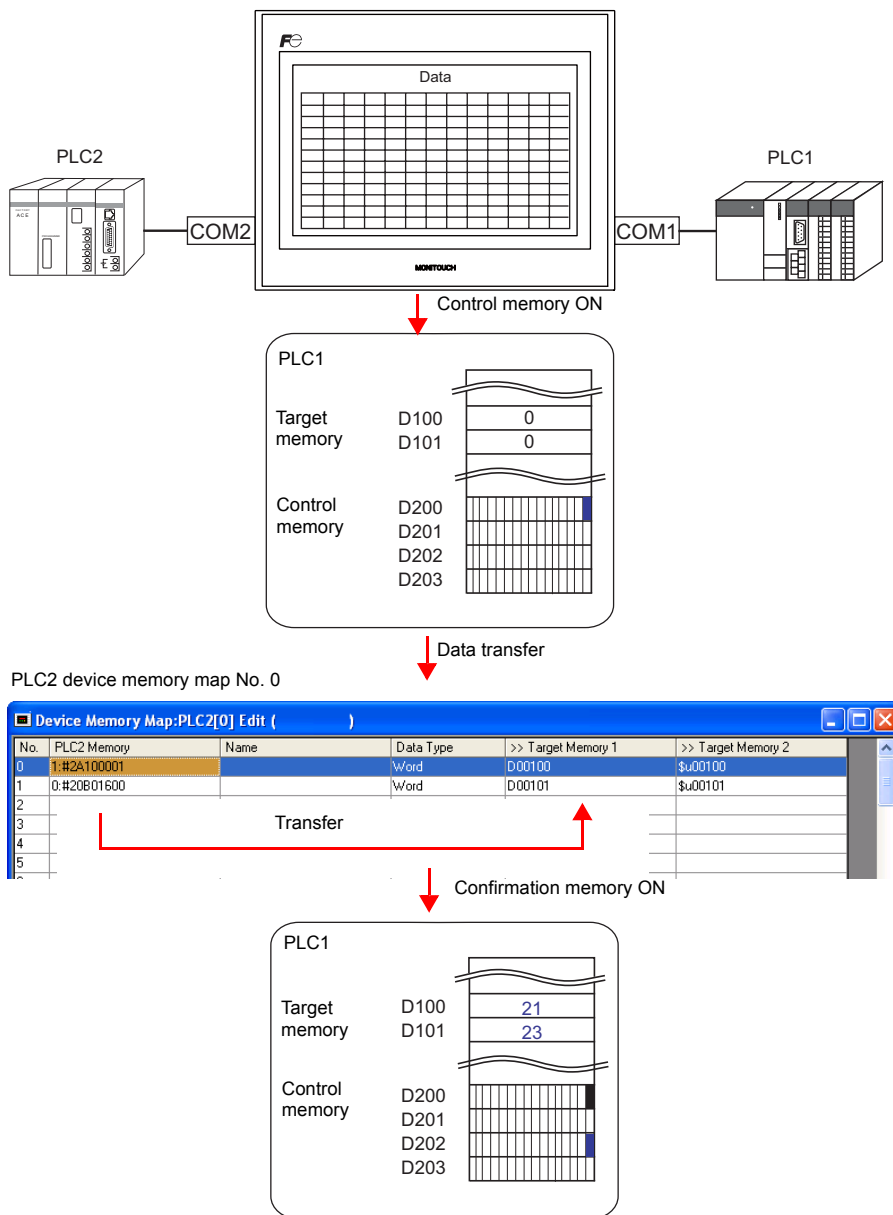 Fe
Data
PLC2
PLC1
ACE
COM2
COM1
MONITOUCH
Control memory ON
PLC1
Target memory
D100 0
D101 0
Control memory
D200
D201
D202
D203
Data transfer
PLC2 device memory map No. 0
Device Memory Map:PLC2[0] Edit ( )
No. PLC2 Memory Name Data Type >> Target Memory 1 >> Target Memory 2
0 1:#2A100001 Word D00100 $u00100
1 0:#20B01600 Word D00101 $u00101
2
3 Transfer
4
5
Confirmation memory ON
PLC1
Target memory
D100 21
D101 23
Control memory
D200
D201
D202
D203